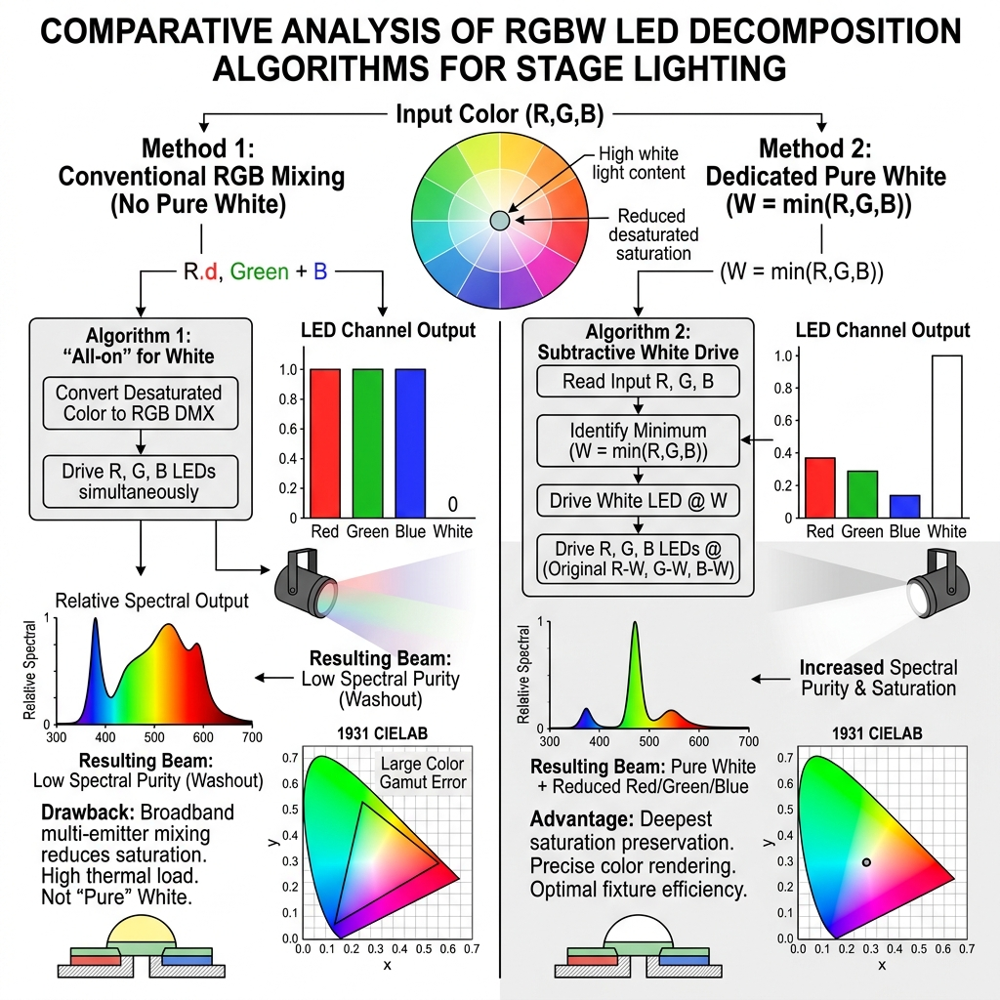 COMPARATIVE ANALYSIS OF RGBW LED DECOMPOSITION
ALGORITHMS FOR STAGE LIGHTING
Input Color (R,G,B)
Method 1:
Conventional RGB Mixing
(No Pure White)
High white
light content
Reduced
desaturated
saturation
Method 2:
Dedicated Pure White
(W = min(R,G,B))
R.d, Green + B
(W = min(R,G,B))
Algorithm 1:
“All-on” for White
Convert Desaturated
Color to RGB DMX
Drive R, G, B LEDs
simultaneously
LED Channel Output
1.0
0.8
0.6
0.4
0.2
0
0
Red Green Blue White
Algorithm 2:
Subtractive White Drive
Read Input R, G, B
Identify Minimum
(W = min(R,G,B))
Drive White LED @ W
Drive R, G, B LEDs @
(Original R-W, G-W, B-W)
LED Channel Output
1.0
0.8
0.6
0.4
0.2
0
Red Green Blue White
Relative Spectral Output
Relative Spectral
1
0
300 400 500 600 700
Resulting Beam:
Low Spectral Purity
(Washout)
Resulting Beam:
Low Spectral Purity (Washout)
Drawback: Broadband
multi-emitter mixing
reduces saturation.
High thermal load.
Not “Pure” White.
1931 CIELAB
Large Color
Gamut Error
0.7
0.6
0.5
0.4
0.3
0.2
0.1
0.0
y
0.0 0.1 0.2 0.3 0.4 0.5 0.6 0.7
x
Relative Spectral
1
0
300 400 500 600 700
Increased Spectral
Purity & Saturation
Resulting Beam: Pure White
+ Reduced Red/Green/Blue
Advantage: Deepest
saturation preservation.
Precise color rendering.
Optimal fixture efficiency.
1931 CIELAB
0.7
0.6
0.5
0.4
0.3
0.2
0.1
0.0
y
0.0 0.1 0.2 0.3 0.4 0.5 0.6 0.7
x